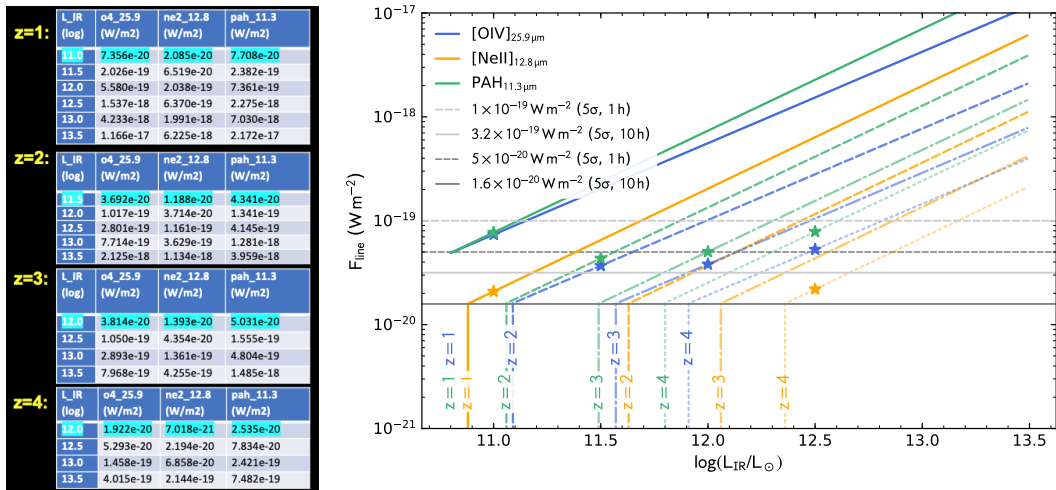 z=1:
L_IR (log) o4_25.9 (W/m2) ne2_12.8 (W/m2) pah_11.3 (W/m2)
11.0 7.356e-20 2.085e-20 7.708e-20
11.5 2.026e-19 6.519e-20 2.382e-19
12.0 5.580e-19 2.038e-19 7.361e-19
12.5 1.537e-18 6.370e-19 2.275e-18
13.0 4.233e-18 1.991e-18 7.030e-18
13.5 1.166e-17 6.225e-18 2.172e-17
z=2:
L_IR (log) o4_25.9 (W/m2) ne2_12.8 (W/m2) pah_11.3 (W/m2)
11.5 3.692e-20 1.188e-20 4.341e-20
12.0 1.017e-19 3.714e-20 1.341e-19
12.5 2.801e-19 1.161e-19 4.145e-19
13.0 7.714e-19 3.629e-19 1.281e-18
13.5 2.125e-18 1.134e-18 3.959e-18
z=3:
L_IR (log) o4_25.9 (W/m2) ne2_12.8 (W/m2) pah_11.3 (W/m2)
12.0 3.814e-20 1.393e-20 5.031e-20
12.5 1.050e-19 4.354e-20 1.555e-19
13.0 2.893e-19 1.361e-19 4.804e-19
13.5 7.968e-19 4.255e-19 1.485e-18
z=4:
L_IR (log) o4_25.9 (W/m2) ne2_12.8 (W/m2) pah_11.3 (W/m2)
12.0 1.922e-20 7.018e-21 2.535e-20
12.5 5.293e-20 2.194e-20 7.834e-20
13.0 1.458e-19 6.858e-20 2.421e-19
13.5 4.015e-19 2.144e-19 7.482e-19
10⁻¹⁷
10⁻¹⁸
10⁻¹⁹
10⁻²⁰
10⁻²¹
F_line (W m⁻²)
[OIV]25.9 μm
[NeII]12.8 μm
PAH11.3 μm
1×10⁻¹⁹ W m⁻² (5σ, 1 h)
3.2×10⁻¹⁹ W m⁻² (5σ, 10 h)
5×10⁻²⁰ W m⁻² (5σ, 1 h)
1.6×10⁻²⁰ W m⁻² (5σ, 10 h)
z=1
z=2
z=3
z=4
z=1
z=1
z=2
z=3
z=2
z=4
z=3
z=4
11.0 11.5 12.0 12.5 13.0 13.5
log(L_IR/L⊙)